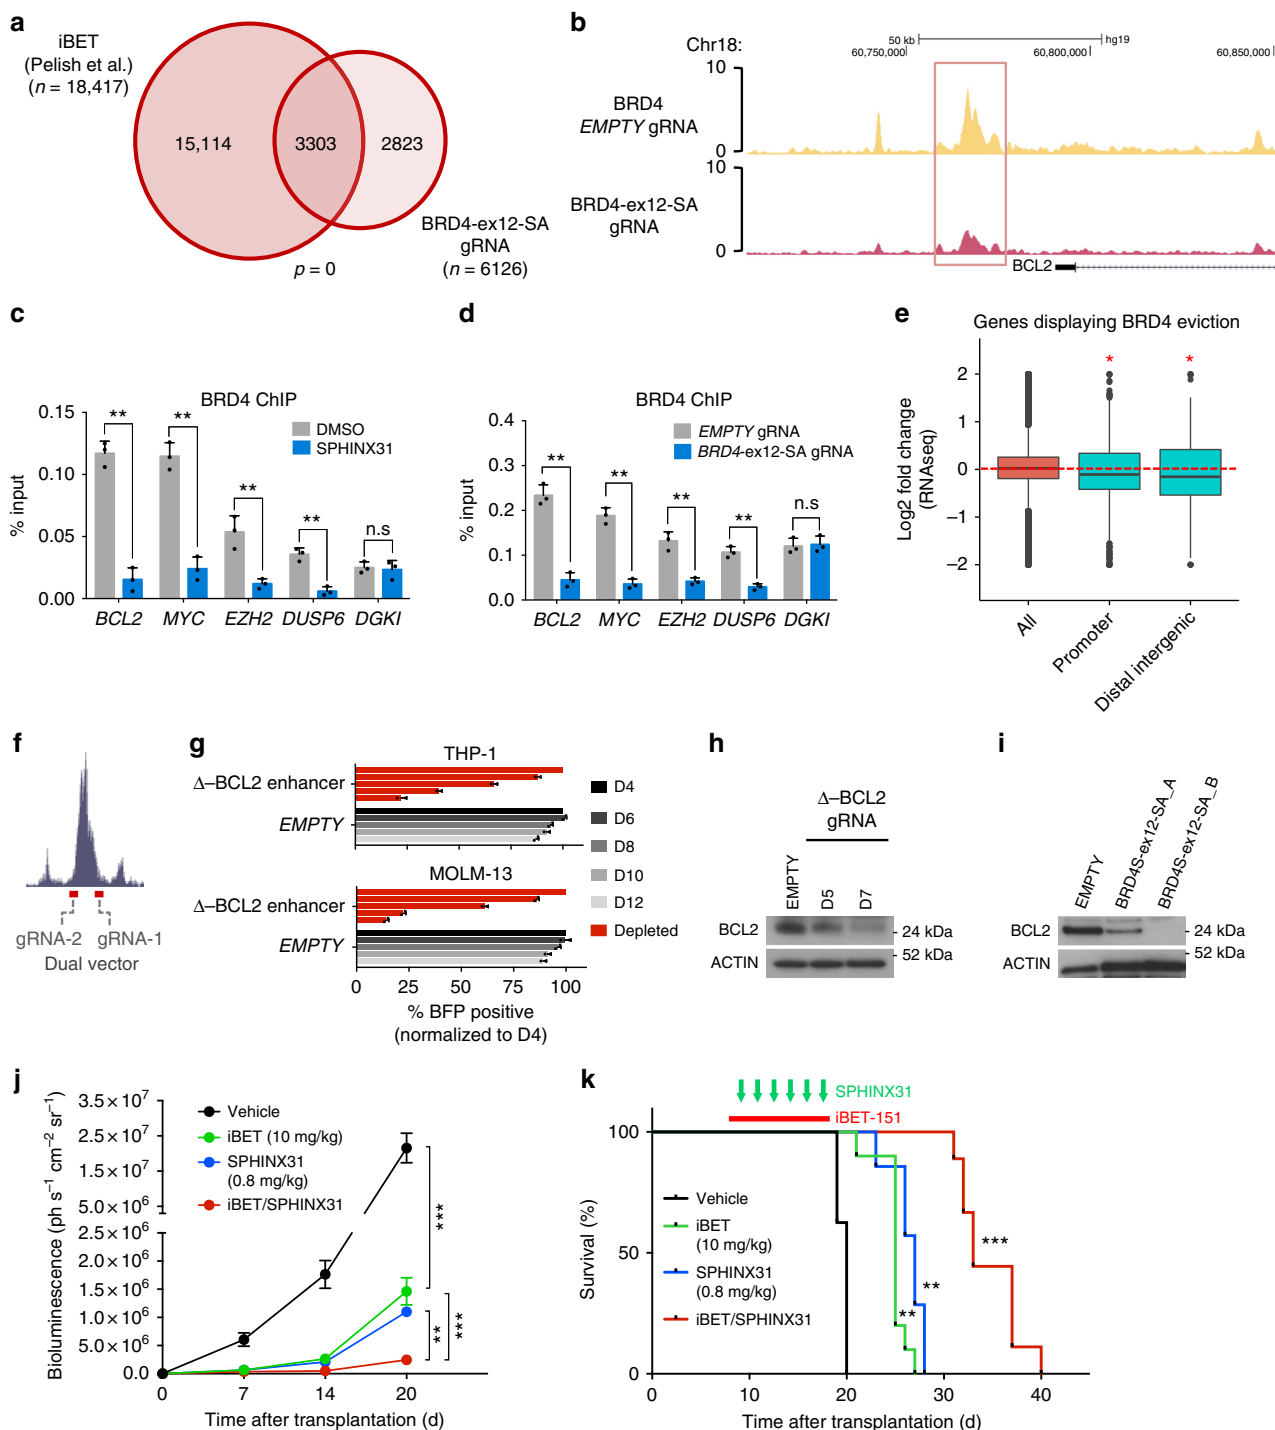 a
iBET
(Pelish et al.)
(n = 18,417)
15,114
3303
2823
BRD4-ex12-SA
gRNA
(n = 6126)
p = 0
b
Chr18:
50 kb
hg19
60,750,000
60,800,000
60,850,000
10
BRD4
EMPTY gRNA
0
10
BRD4-ex12-SA
gRNA
0
BCL2
c
BRD4 ChIP
DMSO
SPHINX31
% input
0.15
0.10
0.05
0.00
**
**
**
**
n.s
BCL2
MYC
EZH2
DUSP6
DGKI
d
BRD4 ChIP
EMPTY gRNA
BRD4-ex12-SA gRNA
% input
0.4
0.3
0.2
0.1
0.0
**
**
**
**
n.s
BCL2
MYC
EZH2
DUSP6
DGKI
e
Genes displaying BRD4 eviction
*
*
Log2 fold change
(RNAseq)
2
1
0
−1
−2
All
Promoter
Distal intergenic
f
gRNA-2
gRNA-1
Dual vector
g
THP-1
Δ–BCL2 enhancer
EMPTY
MOLM-13
Δ–BCL2 enhancer
EMPTY
0
25
50
75
100
% BFP positive
(normalized to D4)
D4
D6
D8
D10
D12
Depleted
h
Δ–BCL2
gRNA
EMPTY
D5
D7
BCL2
24 kDa
52 kDa
ACTIN
i
EMPTY
BRD4S-ex12-SA_A
BRD4S-ex12-SA_B
BCL2
24 kDa
52 kDa
ACTIN
j
Bioluminescence (ph s−1 cm−2 sr−1)
3.5 × 10⁷
2.5 × 10⁷
1.5 × 10⁷
5.0 × 10⁶
2.5 × 10⁶
2.0 × 10⁶
1.5 × 10⁶
1.0 × 10⁶
5.0 × 10⁵
0.0
Vehicle
iBET (10 mg/kg)
SPHINX31
(0.8 mg/kg)
iBET/SPHINX31
***
**
***
0
7
14
20
Time after transplantation (d)
k
SPHINX31
iBET-151
Survival (%)
100
50
0
Vehicle
iBET
(10 mg/kg)
SPHINX31
(0.8 mg/kg)
iBET/SPHINX31
**
**
***
0
10
20
30
40
Time after transplantation (d)